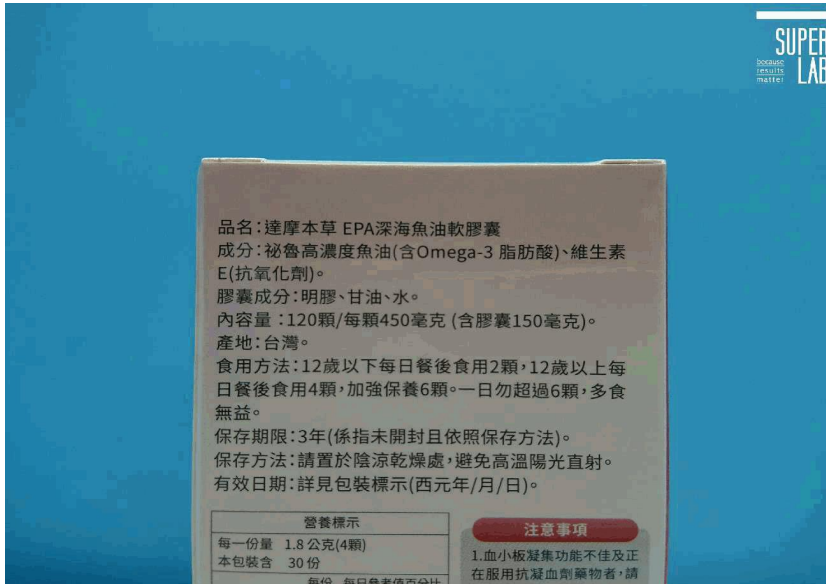 SUPER
LAB
because
results
matter
品名:達摩本草 EPA深海魚油軟膠囊
成分:祕魯高濃度魚油(含Omega-3 脂肪酸)、維生素
E(抗氧化劑)。
膠囊成分:明膠、甘油、水。
內容量：120顆/每顆450毫克 (含膠囊150毫克)。
產地:台灣。
食用方法:12歲以下每日餐後食用2顆,12歲以上每
日餐後食用4顆,加強保養6顆。一日勿超過6顆,多食
無益。
保存期限:3年(係指未開封且依照保存方法)。
保存方法:請置於陰涼乾燥處,避免高溫陽光直射。
有效日期:詳見包裝標示(西元年/月/日)。
營養標示
每一份量 1.8 公克(4顆)
本包裝含 30 份
每份 每日參考值百分比
注意事項
1.血小板凝集功能不佳及正
在服用抗凝血劑藥物者,請